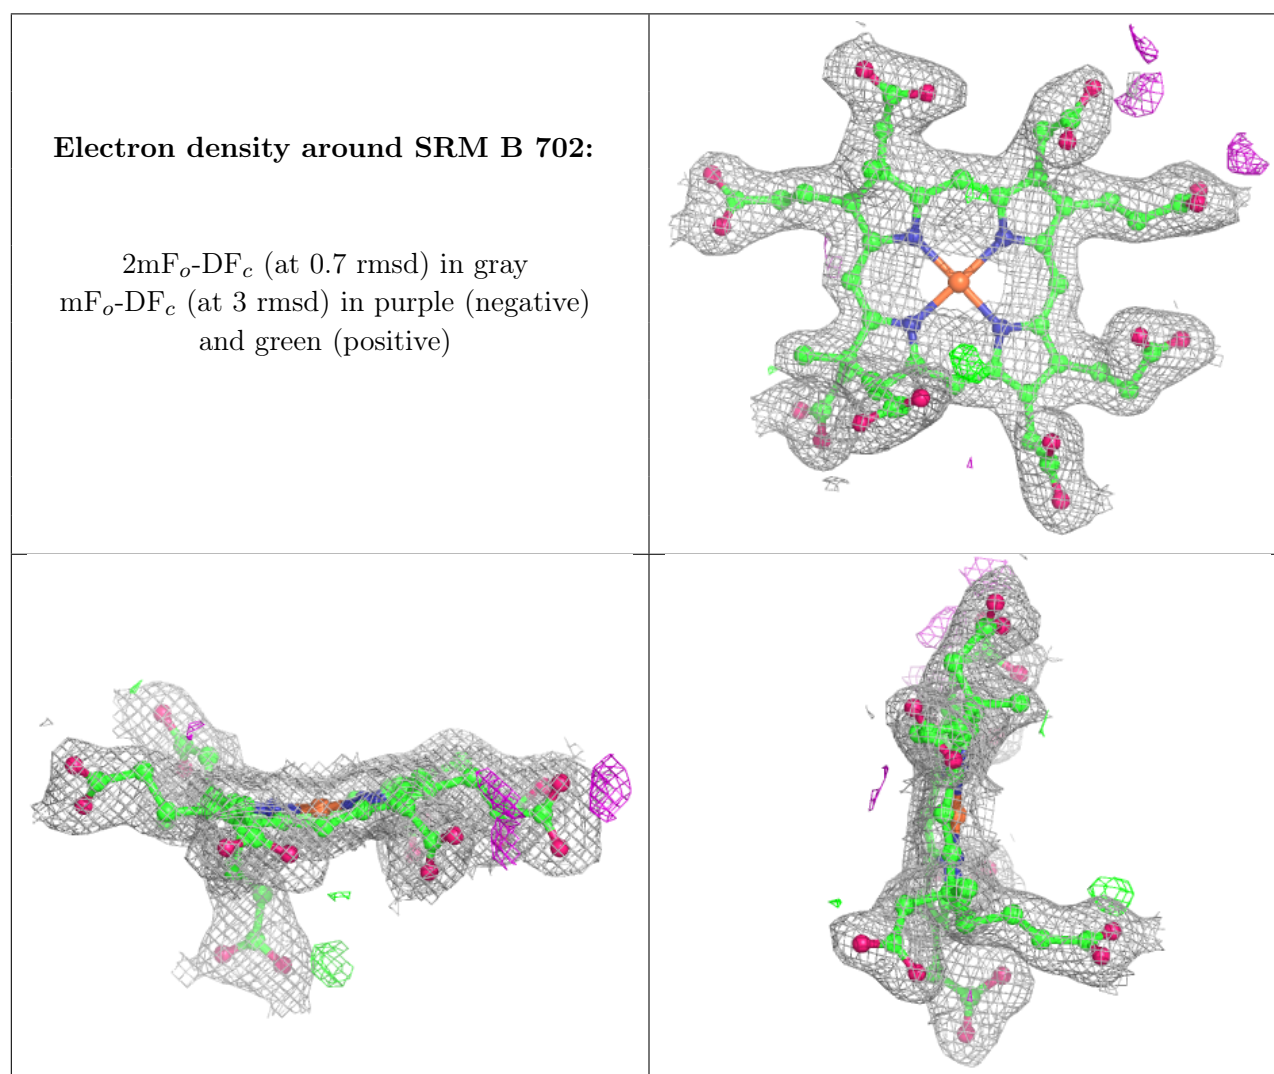 Electron density around SRM B 702:
2mFo-DFc (at 0.7 rmsd) in gray
mFo-DFc (at 3 rmsd) in purple (negative)
and green (positive)